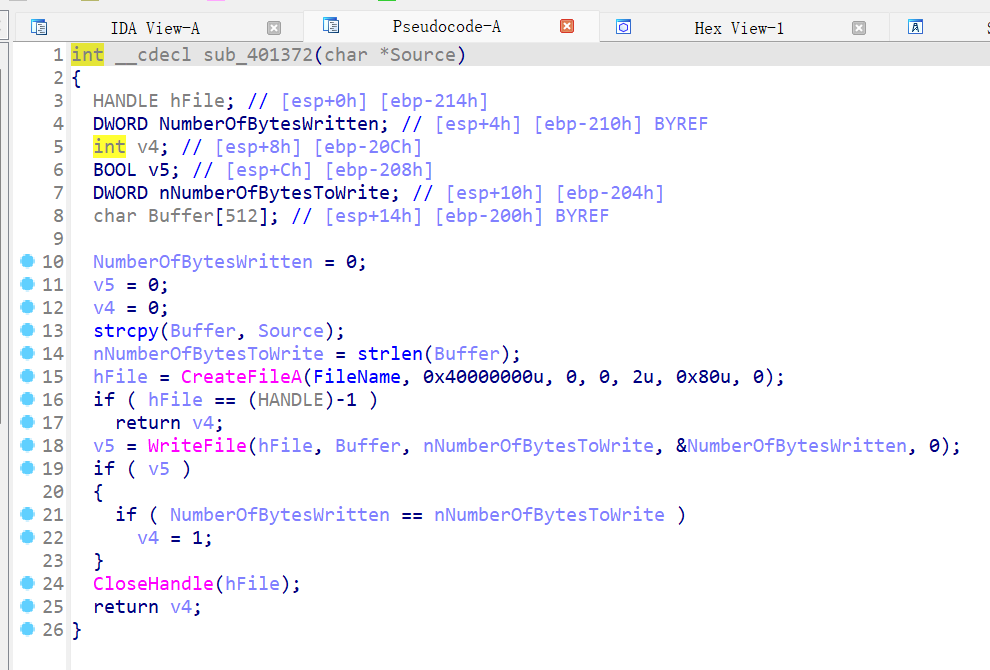 IDA View-A Pseudocode-A Hex View-1
1 int __cdecl sub_401372(char *Source)
2 {
3 HANDLE hFile; // [esp+0h] [ebp-214h]
4 DWORD NumberOfBytesWritten; // [esp+4h] [ebp-210h] BYREF
5 int v4; // [esp+8h] [ebp-20Ch]
6 BOOL v5; // [esp+Ch] [ebp-208h]
7 DWORD nNumberOfBytesToWrite; // [esp+10h] [ebp-204h]
8 char Buffer[512]; // [esp+14h] [ebp-200h] BYREF
9
10 NumberOfBytesWritten = 0;
11 v5 = 0;
12 v4 = 0;
13 strcpy(Buffer, Source);
14 nNumberOfBytesToWrite = strlen(Buffer);
15 hFile = CreateFileA(FileName, 0x40000000u, 0, 0, 2u, 0x80u, 0);
16 if ( hFile == (HANDLE)-1 )
17 return v4;
18 v5 = WriteFile(hFile, Buffer, nNumberOfBytesToWrite, &NumberOfBytesWritten, 0);
19 if ( v5 )
20 {
21 if ( NumberOfBytesWritten == nNumberOfBytesToWrite )
22 v4 = 1;
23 }
24 CloseHandle(hFile);
25 return v4;
26 }